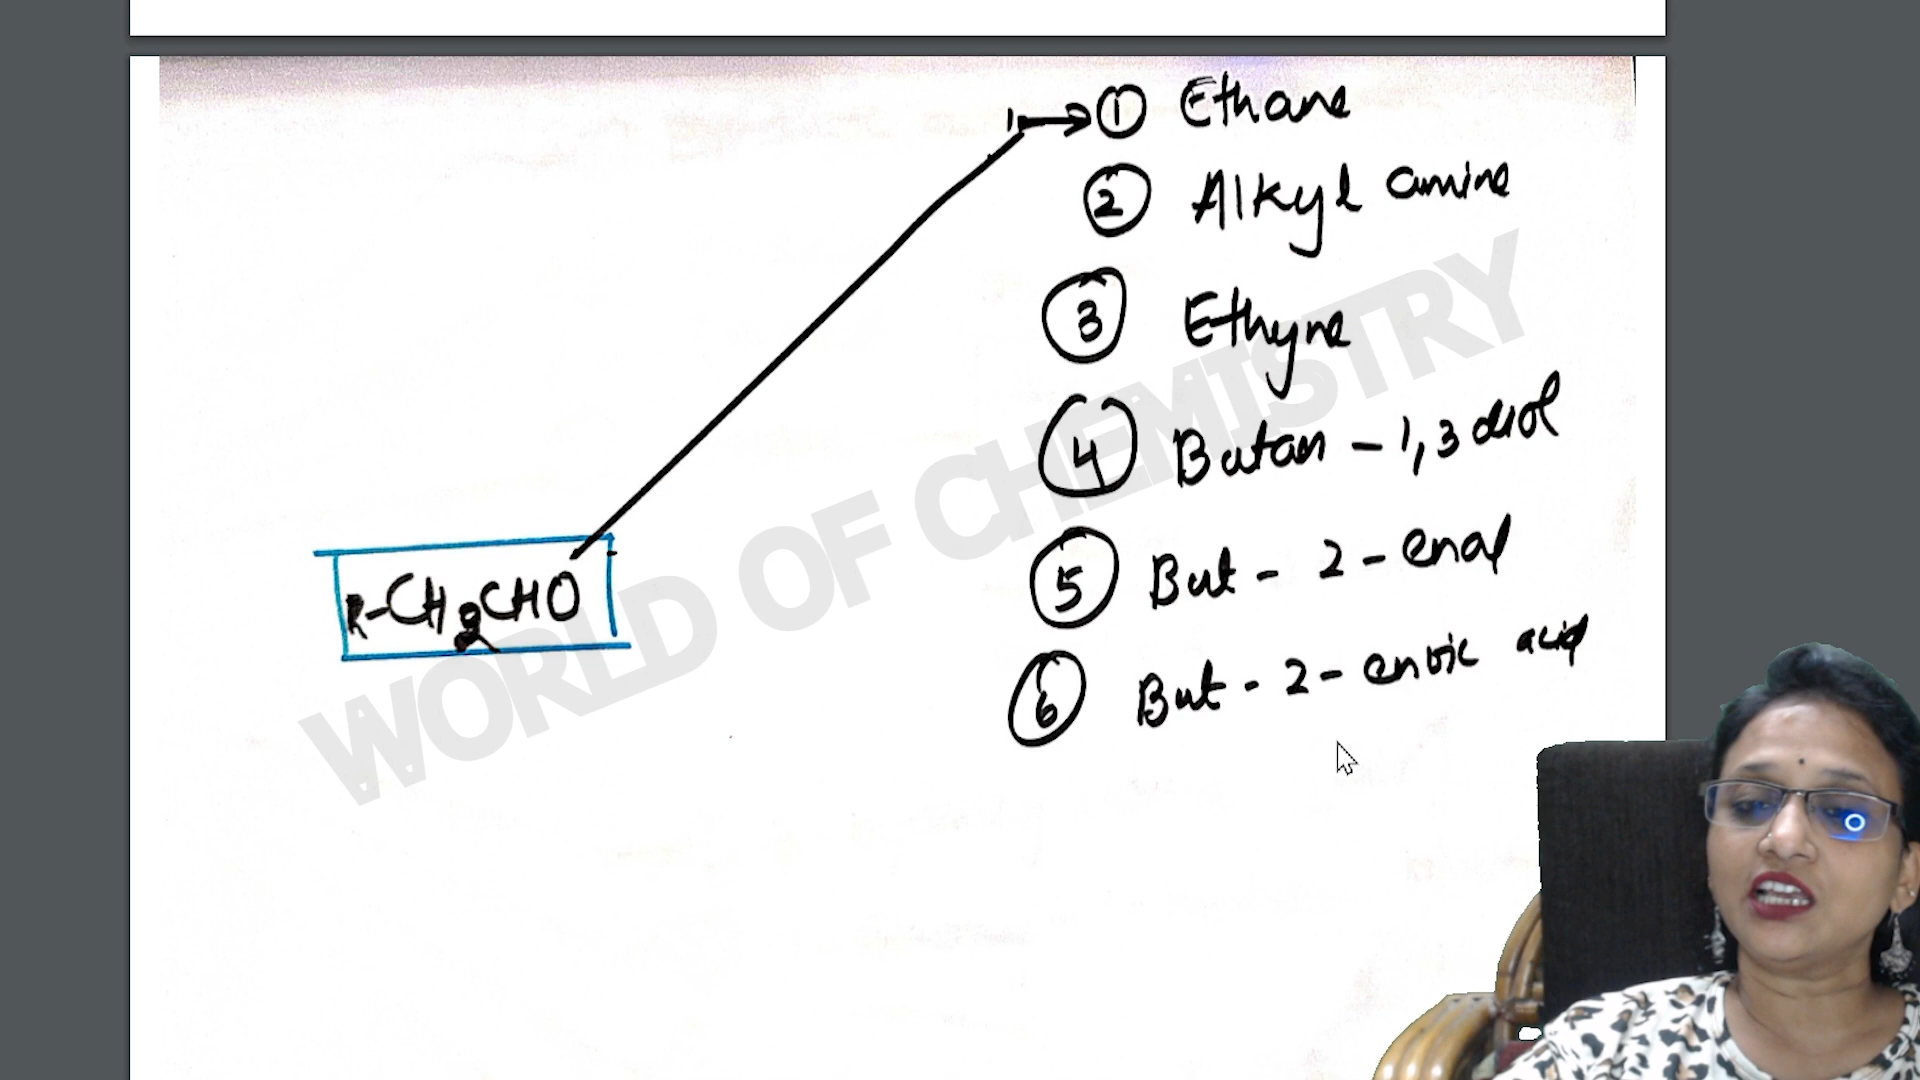 ① Ethane
② Alkyl amine
③ Ethyne
④ Butan - 1,3 diol
⑤ But - 2 - enal
R-CH2CHO
⑥ But - 2 - enoic acid
WORLD OF CHEMISTRY